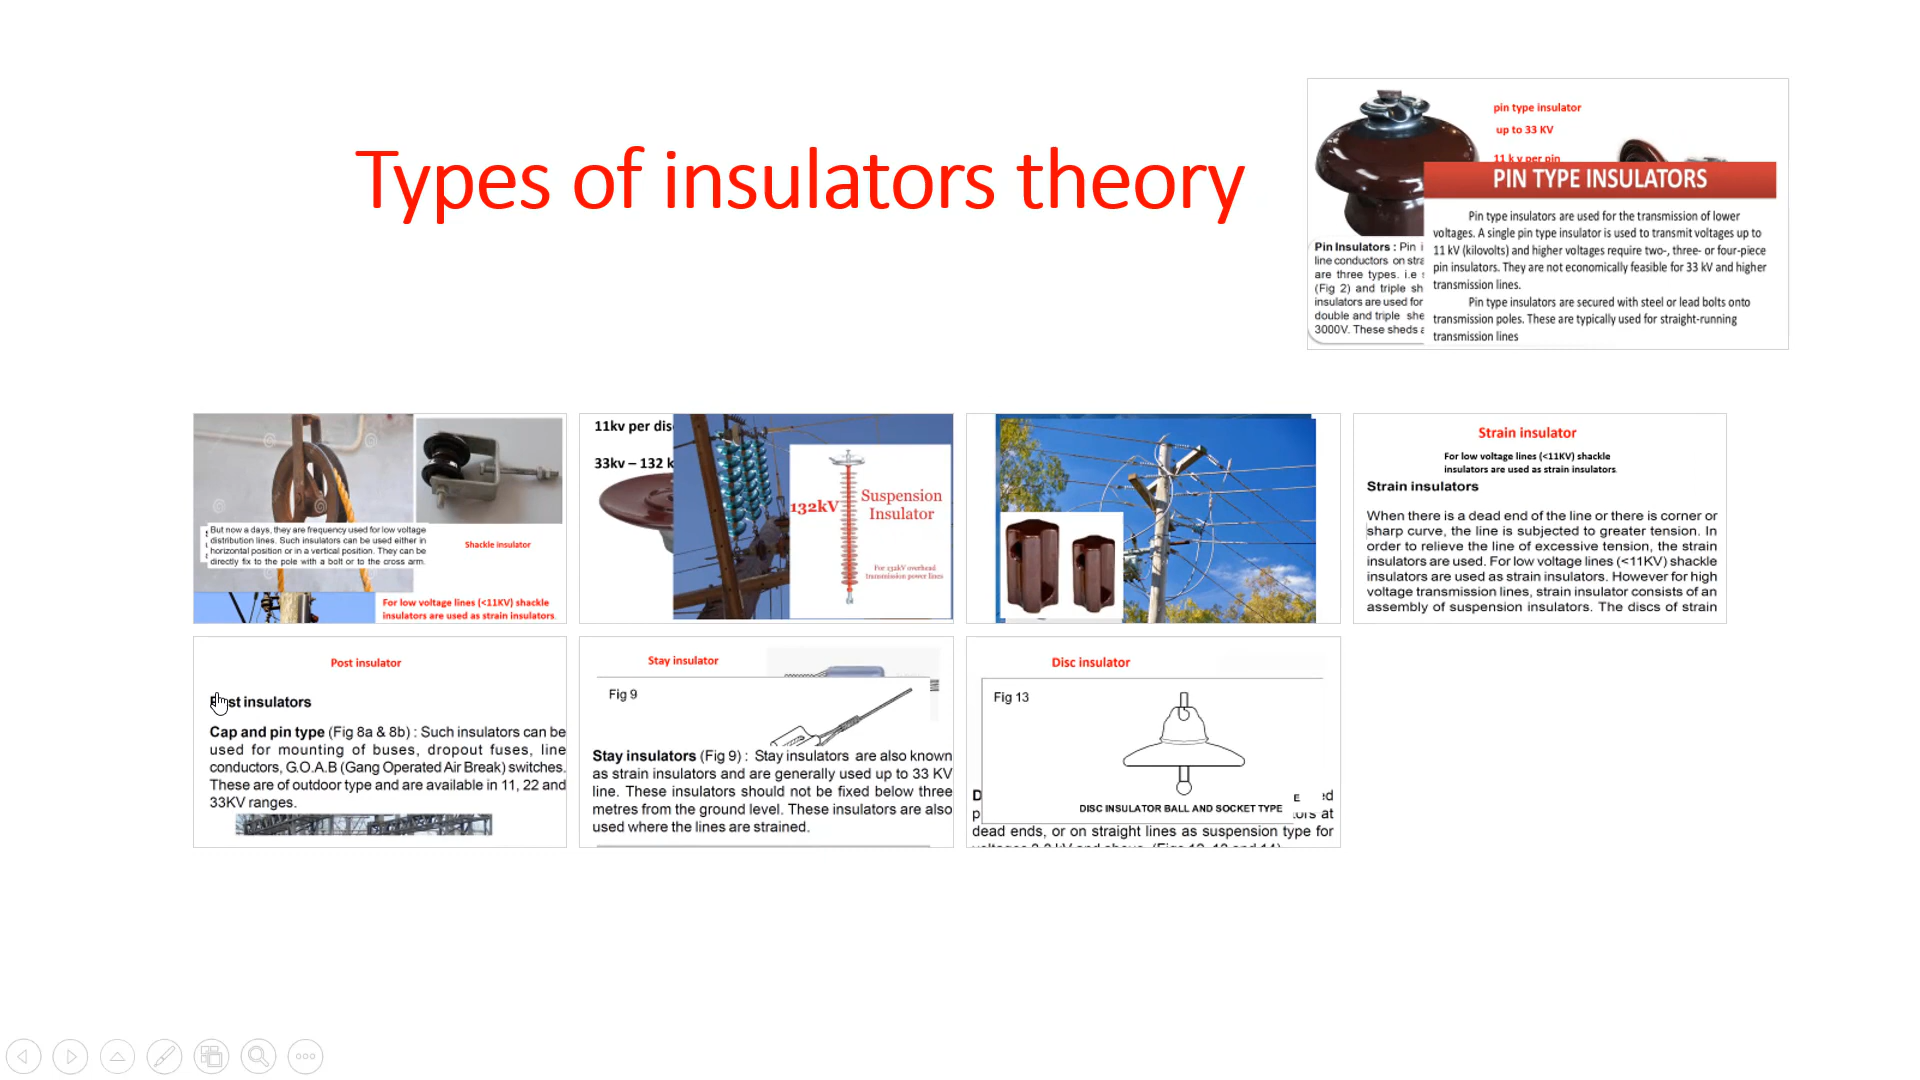 Types of insulators theory
pin type insulator
up to 33 KV
11 k v per pin
PIN TYPE INSULATORS
Pin type insulators are used for the transmission of lower
voltages. A single pin type insulator is used to transmit voltages up to
11 kV (kilovolts) and higher voltages require two-, three- or four-piece
pin insulators. They are not economically feasible for 33 kV and higher
transmission lines.
Pin type insulators are secured with steel or lead bolts onto
transmission poles. These are typically used for straight-running
transmission lines
Pin Insulators : Pin
line conductors on
are three types. i.e
(Fig 2) and triple
insulators are used for
double and triple
3000V. These sheds
But now a days, they are frequency used for low voltage
distribution lines. Such insulators can be used either in
horizontal position or in a vertical position. They can be
directly fix to the pole with a bolt or to the cross arm.
Shackle insulator
For low voltage lines (<11KV) shackle
insulators are used as strain insulators.
11kv per
33kv – 132
132kV
Suspension
Insulator
For 132kV overhead
transmission power lines
Strain insulator
For low voltage lines (<11KV) shackle
insulators are used as strain insulators.
Strain insulators
When there is a dead end of the line or there is corner or
sharp curve, the line is subjected to greater tension. In
order to relieve the line of excessive tension, the strain
insulators are used. For low voltage lines (<11KV) shackle
insulators are used as strain insulators. However for high
voltage transmission lines, strain insulator consists of an
assembly of suspension insulators. The discs of strain
Post insulator
insulators
Cap and pin type (Fig 8a & 8b) : Such insulators can be
used for mounting of buses, dropout fuses, line
conductors, G.O.A.B (Gang Operated Air Break) switches.
These are of outdoor type and are available in 11, 22 and
33KV ranges.
Stay insulator
Fig 9
Stay insulators (Fig 9) : Stay insulators are also known
as strain insulators and are generally used up to 33 KV
line. These insulators should not be fixed below three
metres from the ground level. These insulators are also
used where the lines are strained.
Disc insulator
Fig 13
DISC INSULATOR BALL AND SOCKET TYPE
at
dead ends, or on straight lines as suspension type for